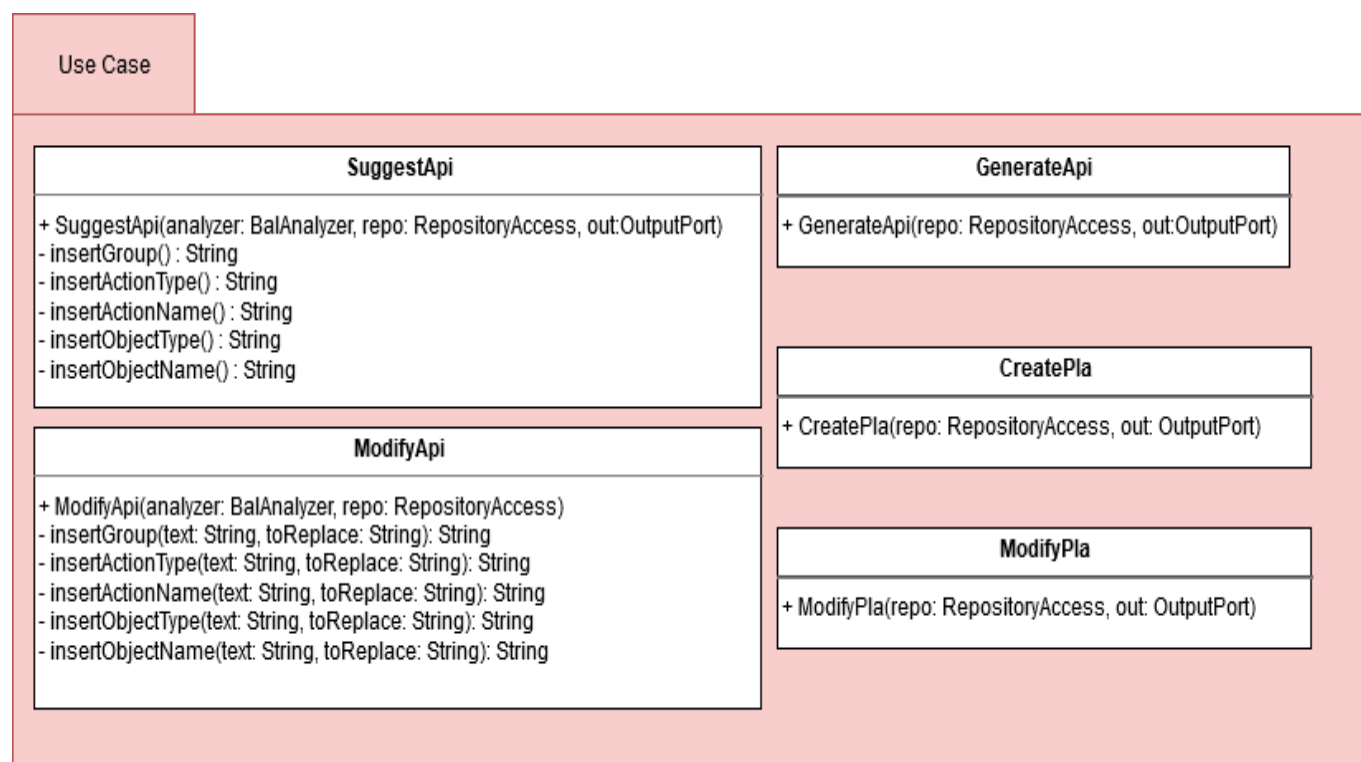 Use Case
SuggestApi
+ SuggestApi(analyzer: BalAnalyzer, repo: RepositoryAccess, out:OutputPort)
- insertGroup() : String
- insertActionType() : String
- insertActionName() : String
- insertObjectType() : String
- insertObjectName() : String
ModifyApi
+ ModifyApi(analyzer: BalAnalyzer, repo: RepositoryAccess)
- insertGroup(text: String, toReplace: String): String
- insertActionType(text: String, toReplace: String): String
- insertActionName(text: String, toReplace: String): String
- insertObjectType(text: String, toReplace: String): String
- insertObjectName(text: String, toReplace: String): String
GenerateApi
+ GenerateApi(repo: RepositoryAccess, out:OutputPort)
CreatePla
+ CreatePla(repo: RepositoryAccess, out: OutputPort)
ModifyPla
+ ModifyPla(repo: RepositoryAccess, out: OutputPort)